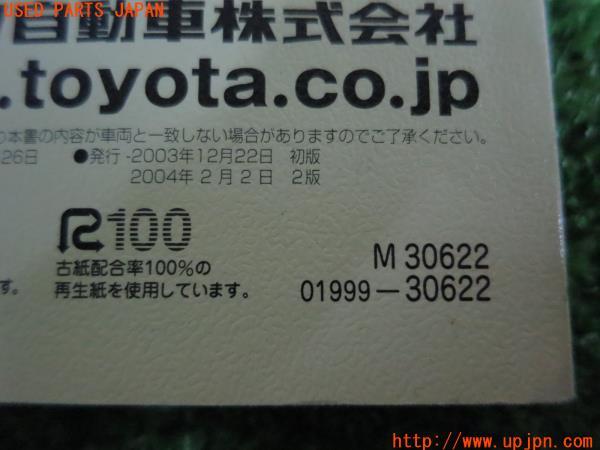 USED PARTS JAPAN
自動車株式会社
.toyota.co.jp
本書の内容が車両と一致しない場合がありますのでご了承ください。
26日 ●発行-2003年12月22日 初版
2004年 2月 2日 2版
R100
古紙配合率100%の
再生紙を使用しています。
す。
M 30622
01999-30622
http://www.upjpn.com/